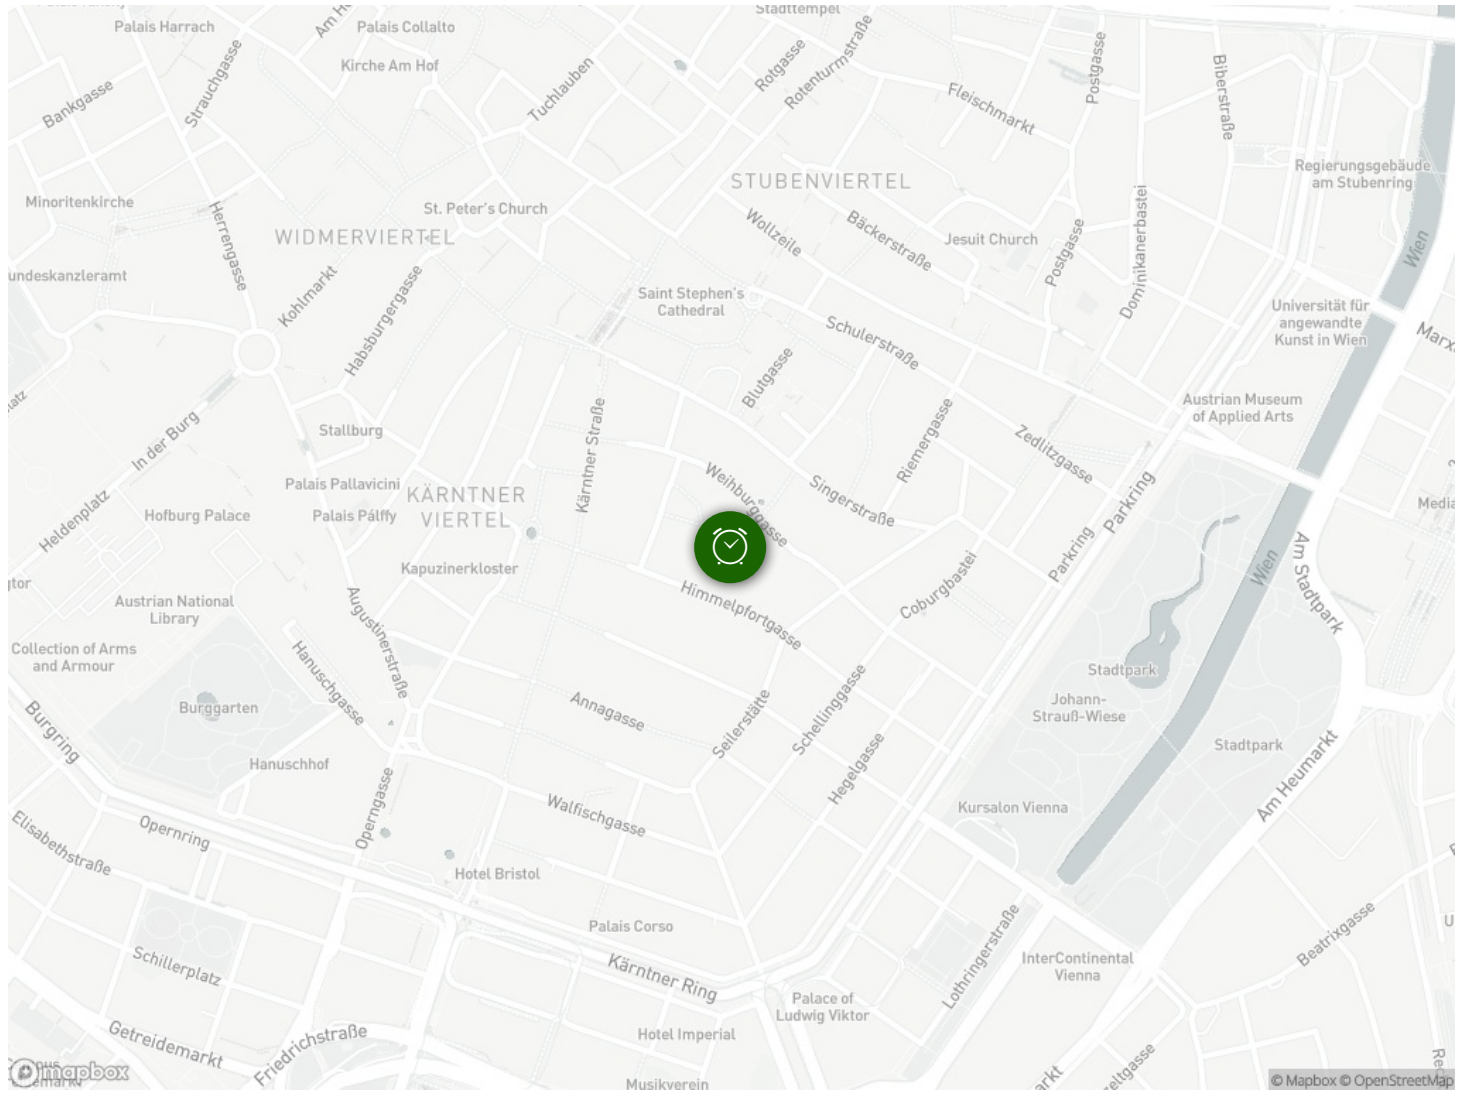 Palais Harrach
Am H
Palais Collalto
Stadttempel
Kirche Am Hof
Strauchgasse
Bankgasse
Tuchlauben
Rotgasse
Rotenturmstraße
Fleischmarkt
Postgasse
Biberstraße
Regierungsgebäude
am Stubenring
STUBENVIERTEL
Minoritenkirche
St. Peter's Church
WIDMERVIERTEL
Herrengasse
Wollzeile
Bäckerstraße
Jesuit Church
Postgasse
Dominikanerbastei
Wien
undeskanzleramt
Kohlmarkt
Habsburgergasse
Saint Stephen's
Cathedral
Schulerstraße
Universität für
angewandte
Kunst in Wien
Marx
Blutgasse
Austrian Museum
of Applied Arts
latz
In der Burg
Stallburg
Kärntner Straße
Riemergasse
Zedlitzgasse
Palais Pallavicini
KÄRNTNER
VIERTEL
Weihburggasse
Singerstraße
Parkring
Media
Heldenplatz
Hofburg Palace
Palais Pálffy
Kapuzinerkloster
Himmelpfortgasse
Coburgbastei
Parkring
Wien
Am Stadtpark
gtor
Austrian National
Library
Augustinerstraße
Collection of Arms
and Armour
Hanuschgasse
Stadtpark
Johann-
Strauß-Wiese
Stadtpark
Burggarten
Annagasse
Seilerstätte
Schellinggasse
Hegelgasse
Burgring
Hanuschhof
Operngasse
Walfischgasse
Kursalon Vienna
Am Heumarkt
Elisabethstraße
Opernring
Hotel Bristol
Palais Corso
Lothringerstraße
Beatrixgasse
Schillerplatz
Kärntner Ring
InterContinental
Vienna
Palace of
Ludwig Viktor
Getreidemarkt
Friedrichstraße
Hotel Imperial
Musikverein
arkt
zeltgasse
Rec
mapbox
© Mapbox © OpenStreetMap